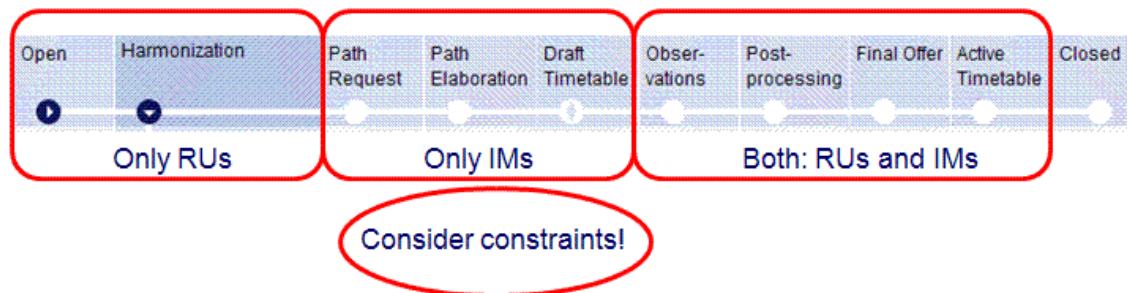 Open
Harmonization
Path
Request
Path
Elaboration
Draft
Timetable
Obser-
vations
Post-
processing
Final Offer
Active
Timetable
Closed
Only RUs
Only IMs
Both: RUs and IMs
Consider constraints!